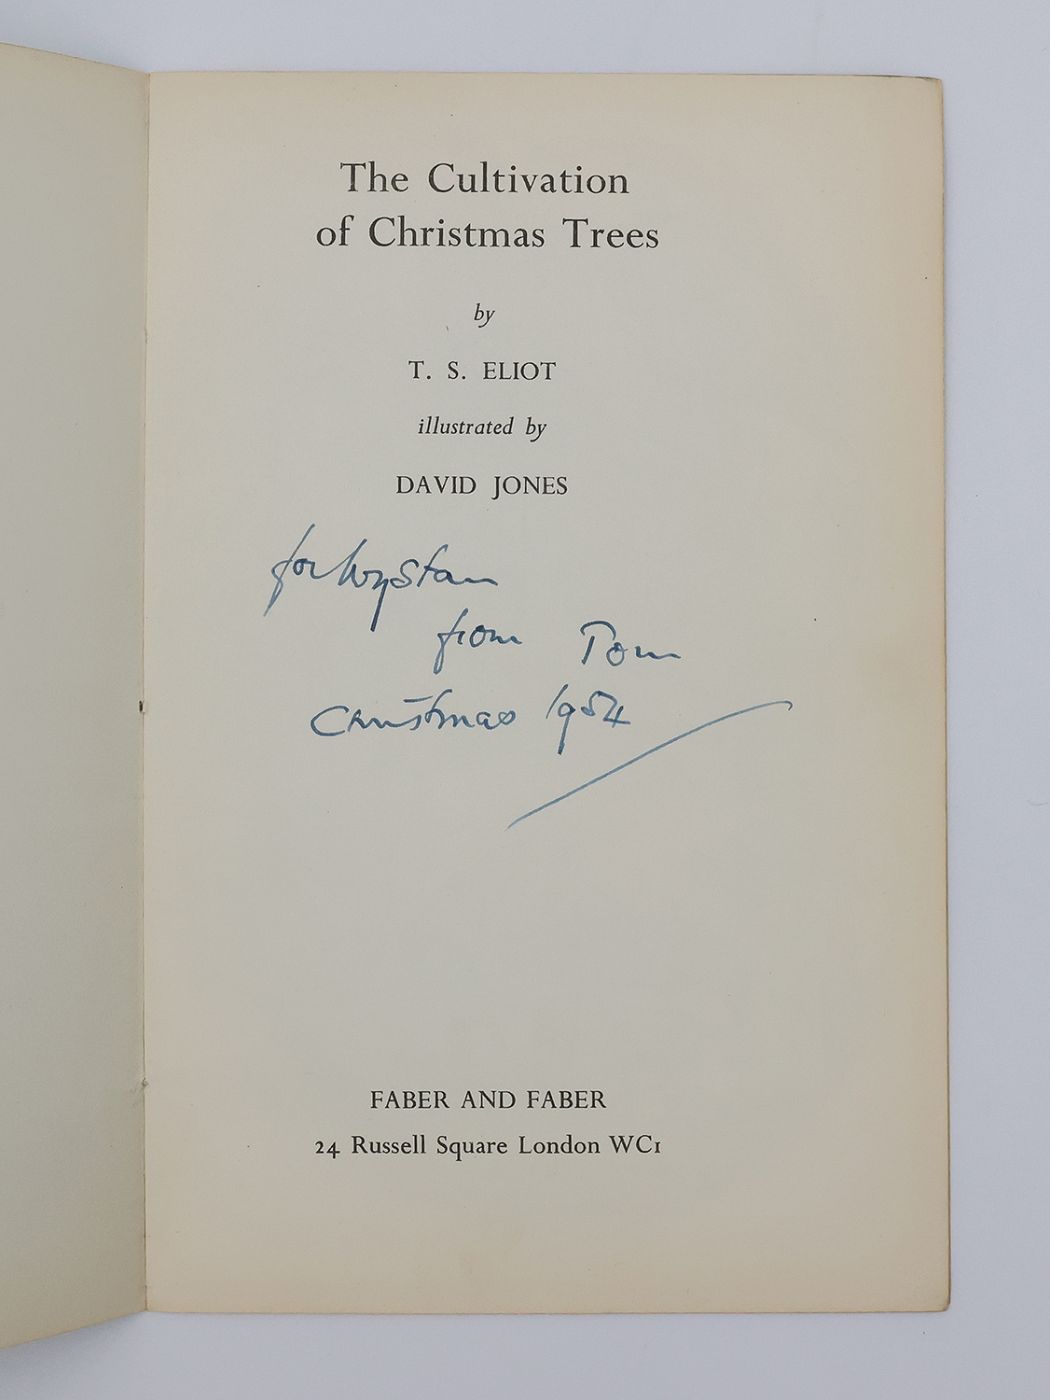 The Cultivation
of Christmas Trees
by
T. S. ELIOT
illustrated by
DAVID JONES
for Wystan
from Tom
Christmas 1954
FABER AND FABER
24 Russell Square London WC1